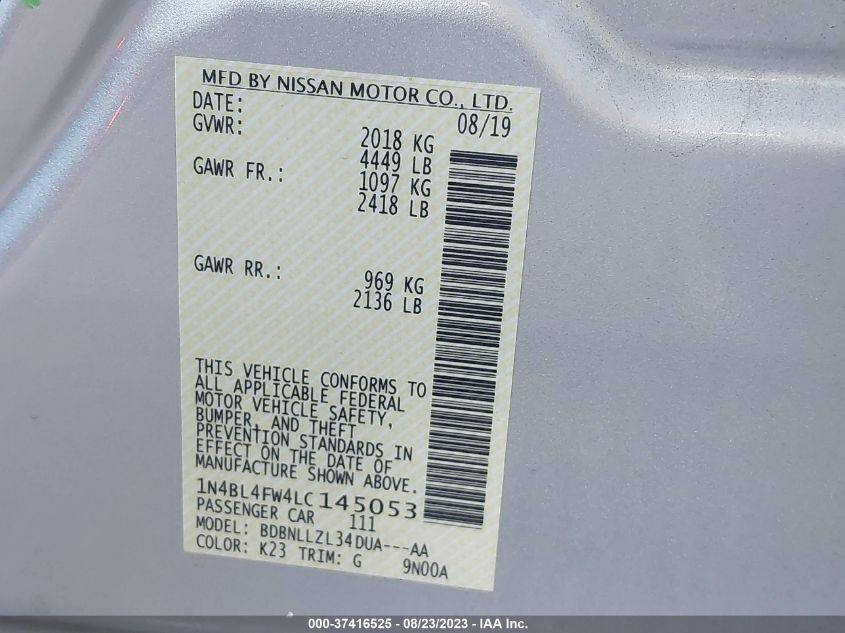 MFD BY NISSAN MOTOR CO., LTD.
DATE: 08/19
GVWR: 2018 KG
4449 LB
GAWR FR.: 1097 KG
2418 LB
GAWR RR.: 969 KG
2136 LB
THIS VEHICLE CONFORMS TO
ALL APPLICABLE FEDERAL
MOTOR VEHICLE SAFETY,
BUMPER, AND THEFT
PREVENTION STANDARDS IN
EFFECT ON THE DATE OF
MANUFACTURE SHOWN ABOVE.
1N4BL4FW4LC145053
PASSENGER CAR 111
MODEL: BDBNLLZL34DUA---AA
COLOR: K23 TRIM: G 9N00A
000-37416525 - 08/23/2023 - IAA Inc.